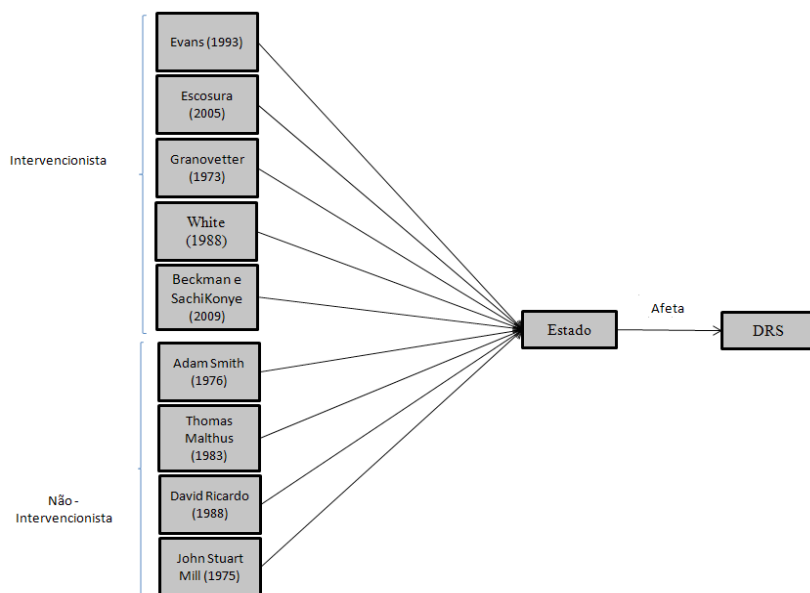 Evans (1993)
Escosura
(2005)
Granovetter
(1973)
Intervencionista
White
(1988)
Beckman e
SachiKonye
(2009)
Estado
Afeta
DRS
Adam Smith
(1976)
Thomas
Malthus
(1983)
Não -
Intervencionista
David Ricardo
(1988)
John Stuart
Mill (1975)